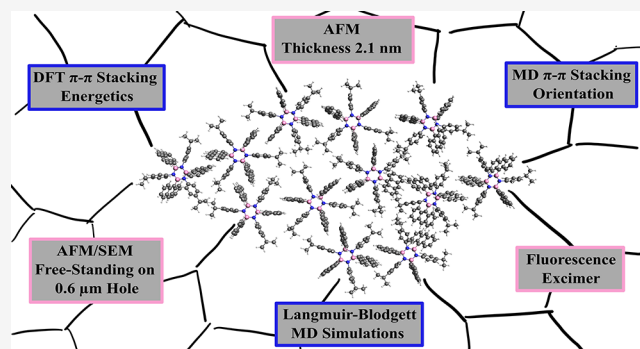 AFM
Thickness 2.1 nm
DFT π-π Stacking
Energetics
MD π-π Stacking
Orientation
AFM/SEM
Free-Standing on
0.6 μm Hole
Fluorescence
Excimer
Langmuir-Blodgett
MD Simulations